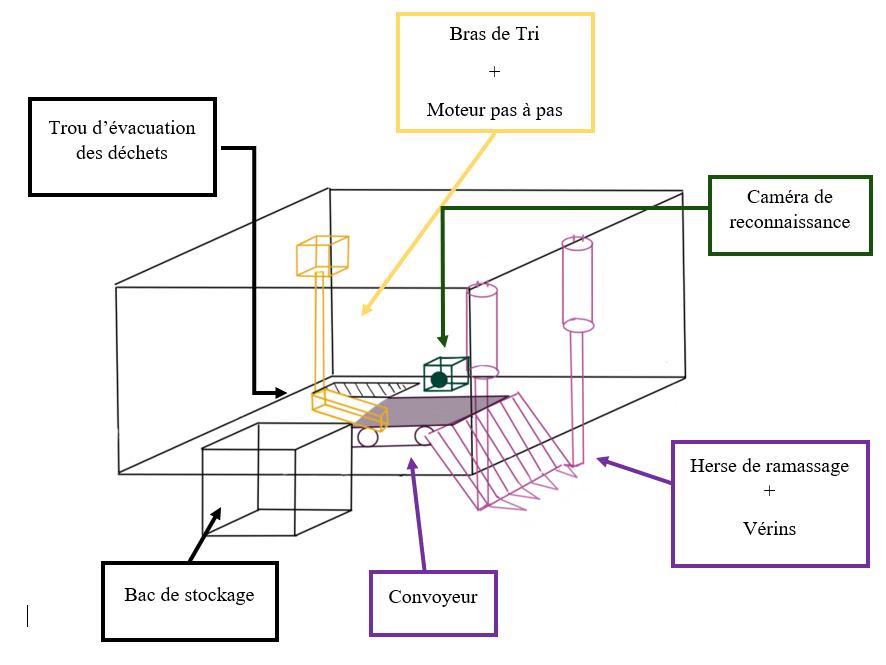 Bras de Tri
+
Moteur pas à pas
Trou d'évacuation
des déchets
Caméra de
reconnaissance
Herse de ramassage
+
Vérins
Bac de stockage
Convoyeur